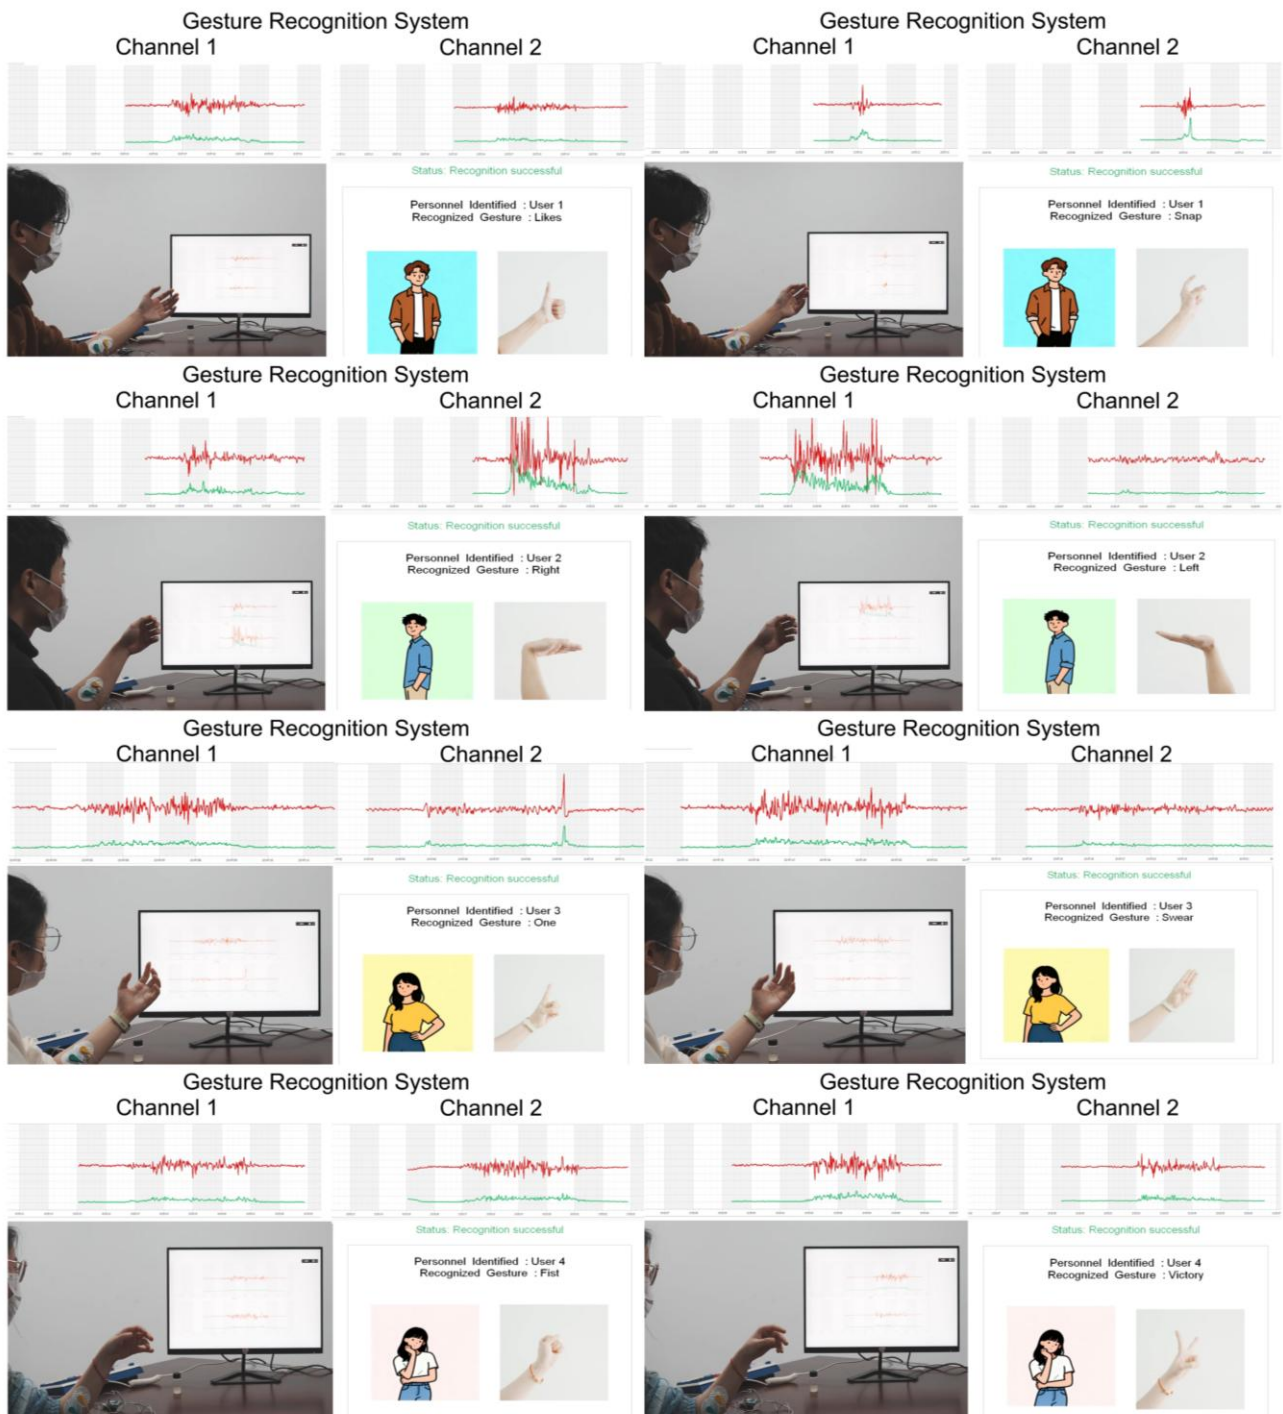 Gesture Recognition System
Channel 1
Channel 2
Status: Recognition successful
Personnel Identified : User 1
Recognized Gesture : Likes
Gesture Recognition System
Channel 1
Channel 2
Status: Recognition successful
Personnel Identified : User 1
Recognized Gesture : Snap
Gesture Recognition System
Channel 1
Channel 2
Status: Recognition successful
Personnel Identified : User 2
Recognized Gesture : Right
Gesture Recognition System
Channel 1
Channel 2
Status: Recognition successful
Personnel Identified : User 2
Recognized Gesture : Left
Gesture Recognition System
Channel 1
Channel 2
Status: Recognition successful
Personnel Identified : User 3
Recognized Gesture : One
Gesture Recognition System
Channel 1
Channel 2
Status: Recognition successful
Personnel Identified : User 3
Recognized Gesture : Swear
Gesture Recognition System
Channel 1
Channel 2
Status: Recognition successful
Personnel Identified : User 4
Recognized Gesture : Fist
Gesture Recognition System
Channel 1
Channel 2
Status: Recognition successful
Personnel Identified : User 4
Recognized Gesture : Victory